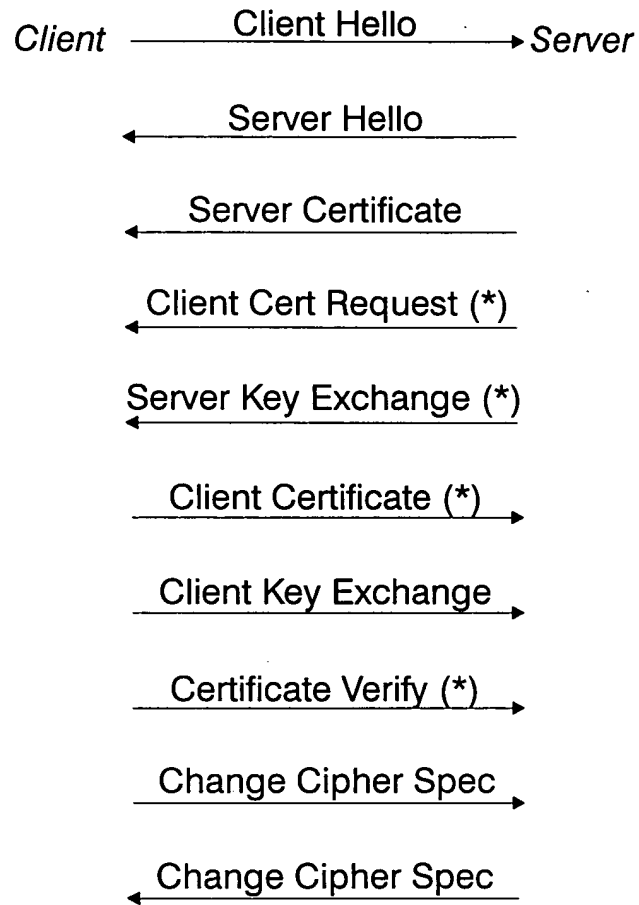 Client Client Hello Server
Server Hello
Server Certificate
Client Cert Request (*)
Server Key Exchange (*)
Client Certificate (*)
Client Key Exchange
Certificate Verify (*)
Change Cipher Spec
Change Cipher Spec